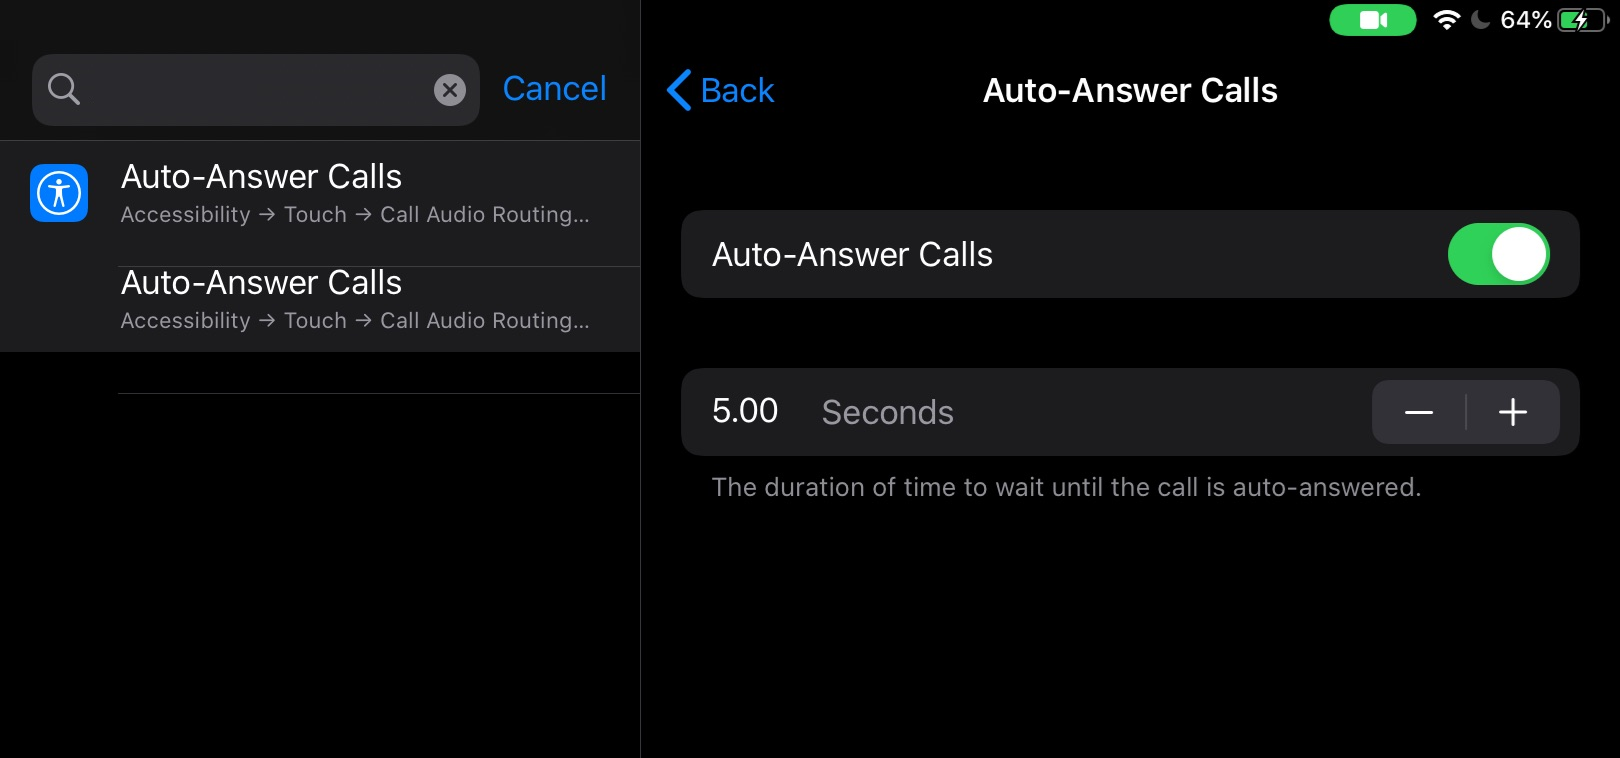 Cancel
Auto-Answer Calls
Accessibility → Touch → Call Audio Routing...
Auto-Answer Calls
Accessibility → Touch → Call Audio Routing...
64%
Back
Auto-Answer Calls
Auto-Answer Calls
5.00 Seconds
The duration of time to wait until the call is auto-answered.